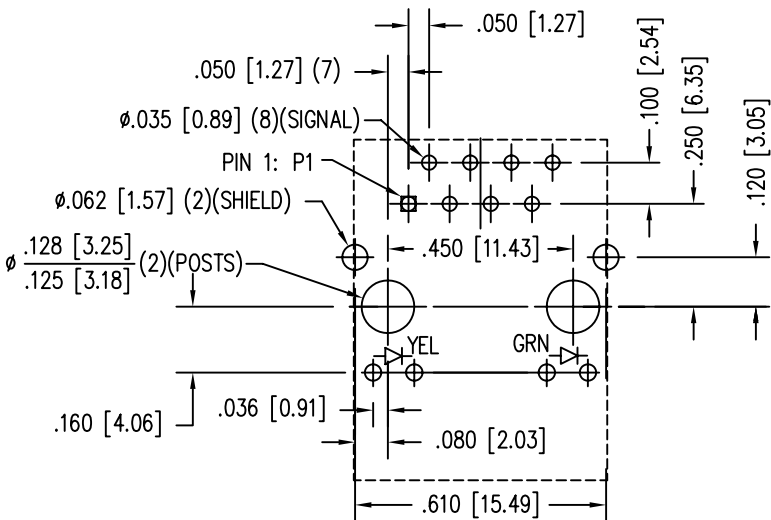 .050 [1.27]
.050 [1.27] (7)
.100 [2.54]
.250 [6.35]
.120 [3.05]
ø.035 [0.89] (8)(SIGNAL)
PIN 1: P1
ø.062 [1.57] (2)(SHIELD)
.450 [11.43]
ø .128 [3.25]
.125 [3.18] (2)(POSTS)
YEL
GRN
.036 [0.91]
.160 [4.06]
.080 [2.03]
.610 [15.49]